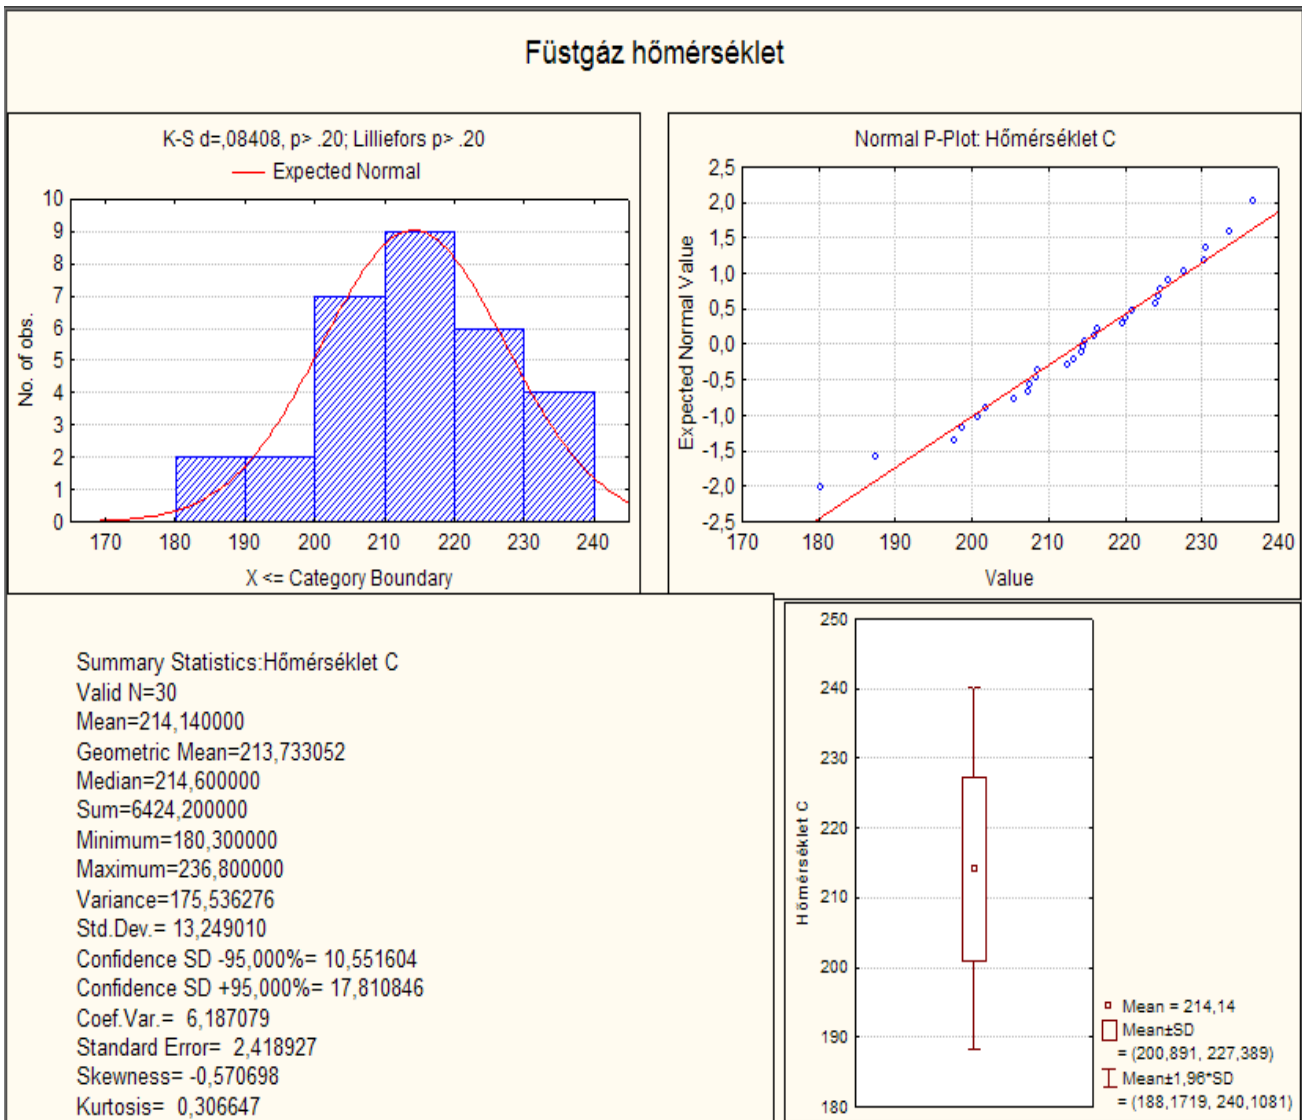 Füstgáz hőmérséklet
K-S d=,08408, p> .20; Lilliefors p> .20
Expected Normal
No. of obs.
10
9
8
7
6
5
4
3
2
1
0
170 180 190 200 210 220 230 240
X <= Category Boundary
Normal P-Plot: Hőmérséklet C
Expected Normal Value
2,5
2,0
1,5
1,0
0,5
0,0
-0,5
-1,0
-1,5
-2,0
-2,5
170 180 190 200 210 220 230 240
Value
Summary Statistics:Hőmérséklet C
Valid N=30
Mean=214,140000
Geometric Mean=213,733052
Median=214,600000
Sum=6424,200000
Minimum=180,300000
Maximum=236,800000
Variance=175,536276
Std.Dev.= 13,249010
Confidence SD -95,000%= 10,551604
Confidence SD +95,000%= 17,810846
Coef.Var.= 6,187079
Standard Error= 2,418927
Skewness= -0,570698
Kurtosis= 0,306647
Hőmérséklet C
250
240
230
220
210
200
190
180
Mean = 214,14
Mean±SD
= (200,891, 227,389)
Mean±1,96*SD
= (188,1719, 240,1081)